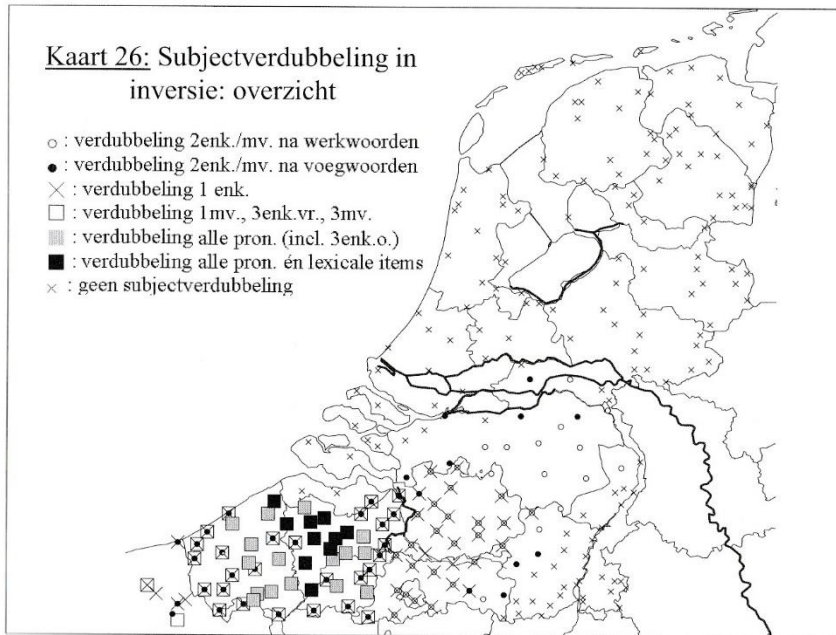 Kaart 26: Subjectverdubbeling in
inversie: overzicht
○ : verdubbeling 2enk./mv. na werkwoorden
● : verdubbeling 2enk./mv. na voegwoorden
╳ : verdubbeling 1 enk.
□ : verdubbeling 1mv., 3enk.vr., 3mv.
: verdubbeling alle pron. (incl. 3enk.o.)
■ : verdubbeling alle pron. én lexicale items
× : geen subjectverdubbeling